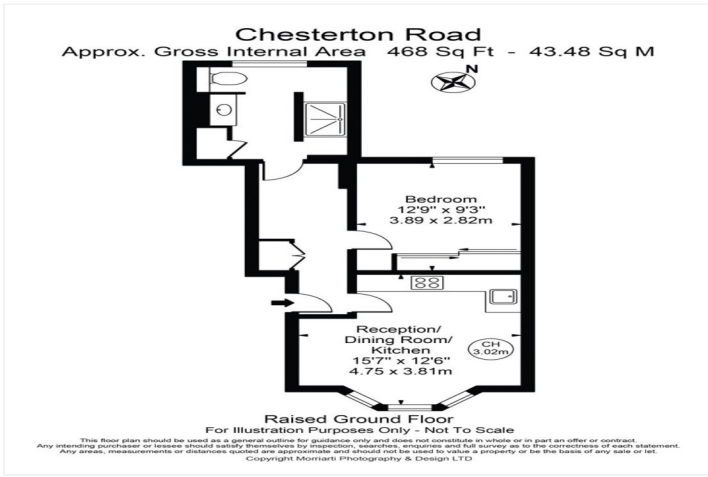 Chesterton Road
Approx. Gross Internal Area 468 Sq Ft - 43.48 Sq M
N
Bedroom
12'9" x 9'3"
3.89 x 2.82m
Reception/
Dining Room/
Kitchen
15'7" x 12'6"
4.75 x 3.81m
CH
3.02m
Raised Ground Floor
For Illustration Purposes Only - Not To Scale
This floor plan should be used as a general outline for guidance only and does not constitute in whole or in part an offer or contract.
Any intending purchaser or lessee should satisfy themselves by inspection, searches, enquiries and full survey as to the correctness of each statement.
Any areas, measurements or distances quoted are approximate and should not be used to value a property or be the basis of any sale or let.
Copyright Morriarti Photography & Design LTD